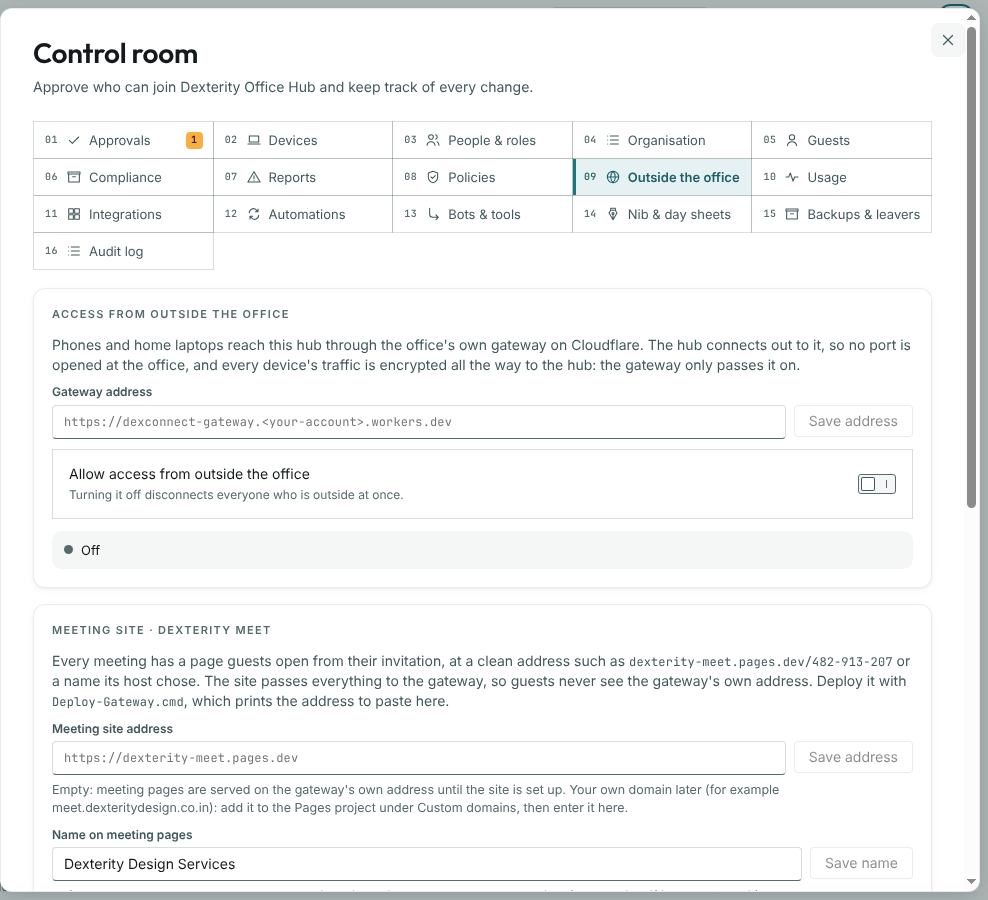 Control room
Approve who can join Dexterity Office Hub and keep track of every change.
01 Approvals 1 02 Devices 03 People & roles 04 Organisation 05 Guests
06 Compliance 07 Reports 08 Policies 09 Outside the office 10 Usage
11 Integrations 12 Automations 13 Bots & tools 14 Nib & day sheets 15 Backups & leavers
16 Audit log
ACCESS FROM OUTSIDE THE OFFICE
Phones and home laptops reach this hub through the office's own gateway on Cloudflare. The hub connects out to it, so no port is
opened at the office, and every device's traffic is encrypted all the way to the hub: the gateway only passes it on.
Gateway address
https://dexconnect-gateway.<your-account>.workers.dev Save address
Allow access from outside the office
Turning it off disconnects everyone who is outside at once.
Off
MEETING SITE · DEXTERITY MEET
Every meeting has a page guests open from their invitation, at a clean address such as dexterity-meet.pages.dev/482-913-207 or
a name its host chose. The site passes everything to the gateway, so guests never see the gateway's own address. Deploy it with
Deploy-Gateway.cmd, which prints the address to paste here.
Meeting site address
https://dexterity-meet.pages.dev Save address
Empty: meeting pages are served on the gateway's own address until the site is set up. Your own domain later (for example
meet.dexteritydesign.co.in): add it to the Pages project under Custom domains, then enter it here.
Name on meeting pages
Dexterity Design Services Save name